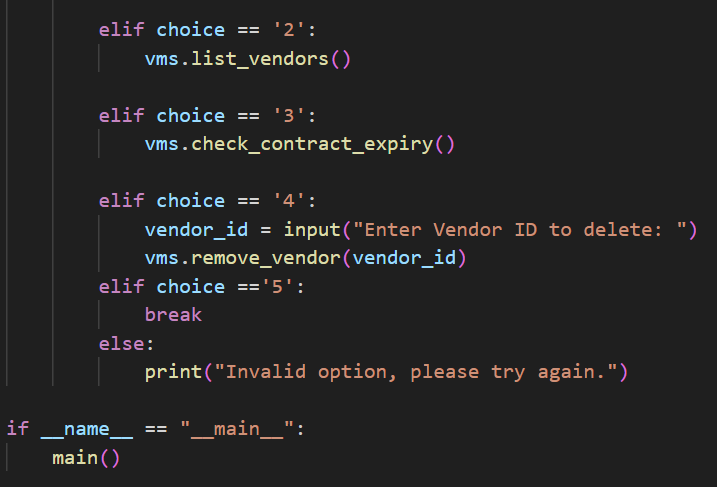 elif choice == '2':
            vms.list_vendors()

        elif choice == '3':
            vms.check_contract_expiry()

        elif choice == '4':
            vendor_id = input("Enter Vendor ID to delete: ")
            vms.remove_vendor(vendor_id)
        elif choice =='5':
            break
        else:
            print("Invalid option, please try again.")

if __name__ == "__main__":
    main()